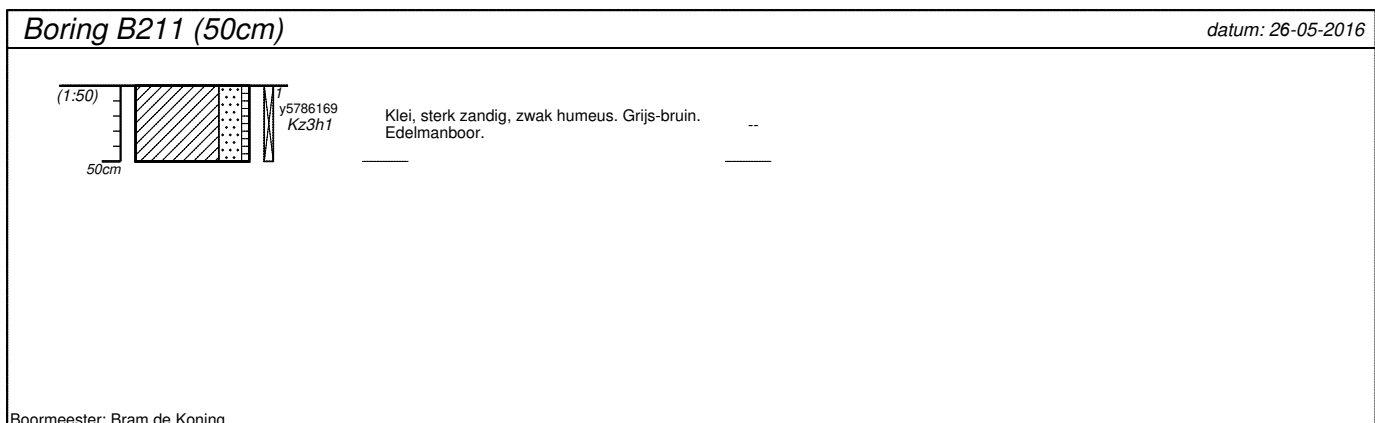 Boring B211 (50cm)
datum: 26-05-2016
(1:50)
1
y5786169
Kz3h1
Klei, sterk zandig, zwak humeus. Grijs-bruin.
Edelmanboor.
--
50cm
Boormeester: Bram de Koning